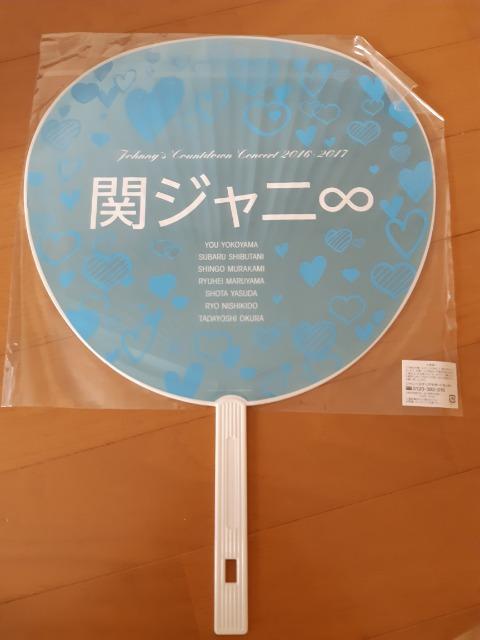 Johnny's Countdown Concert 2016-2017
関ジャニ∞
YOU YOKOYAMA
SUBARU SHIBUTANI
SHINGO MURAKAMI
RYUHEI MARUYAMA
SHOTA YASUDA
RYO NISHIKIDO
TADAYOSHI OKURA